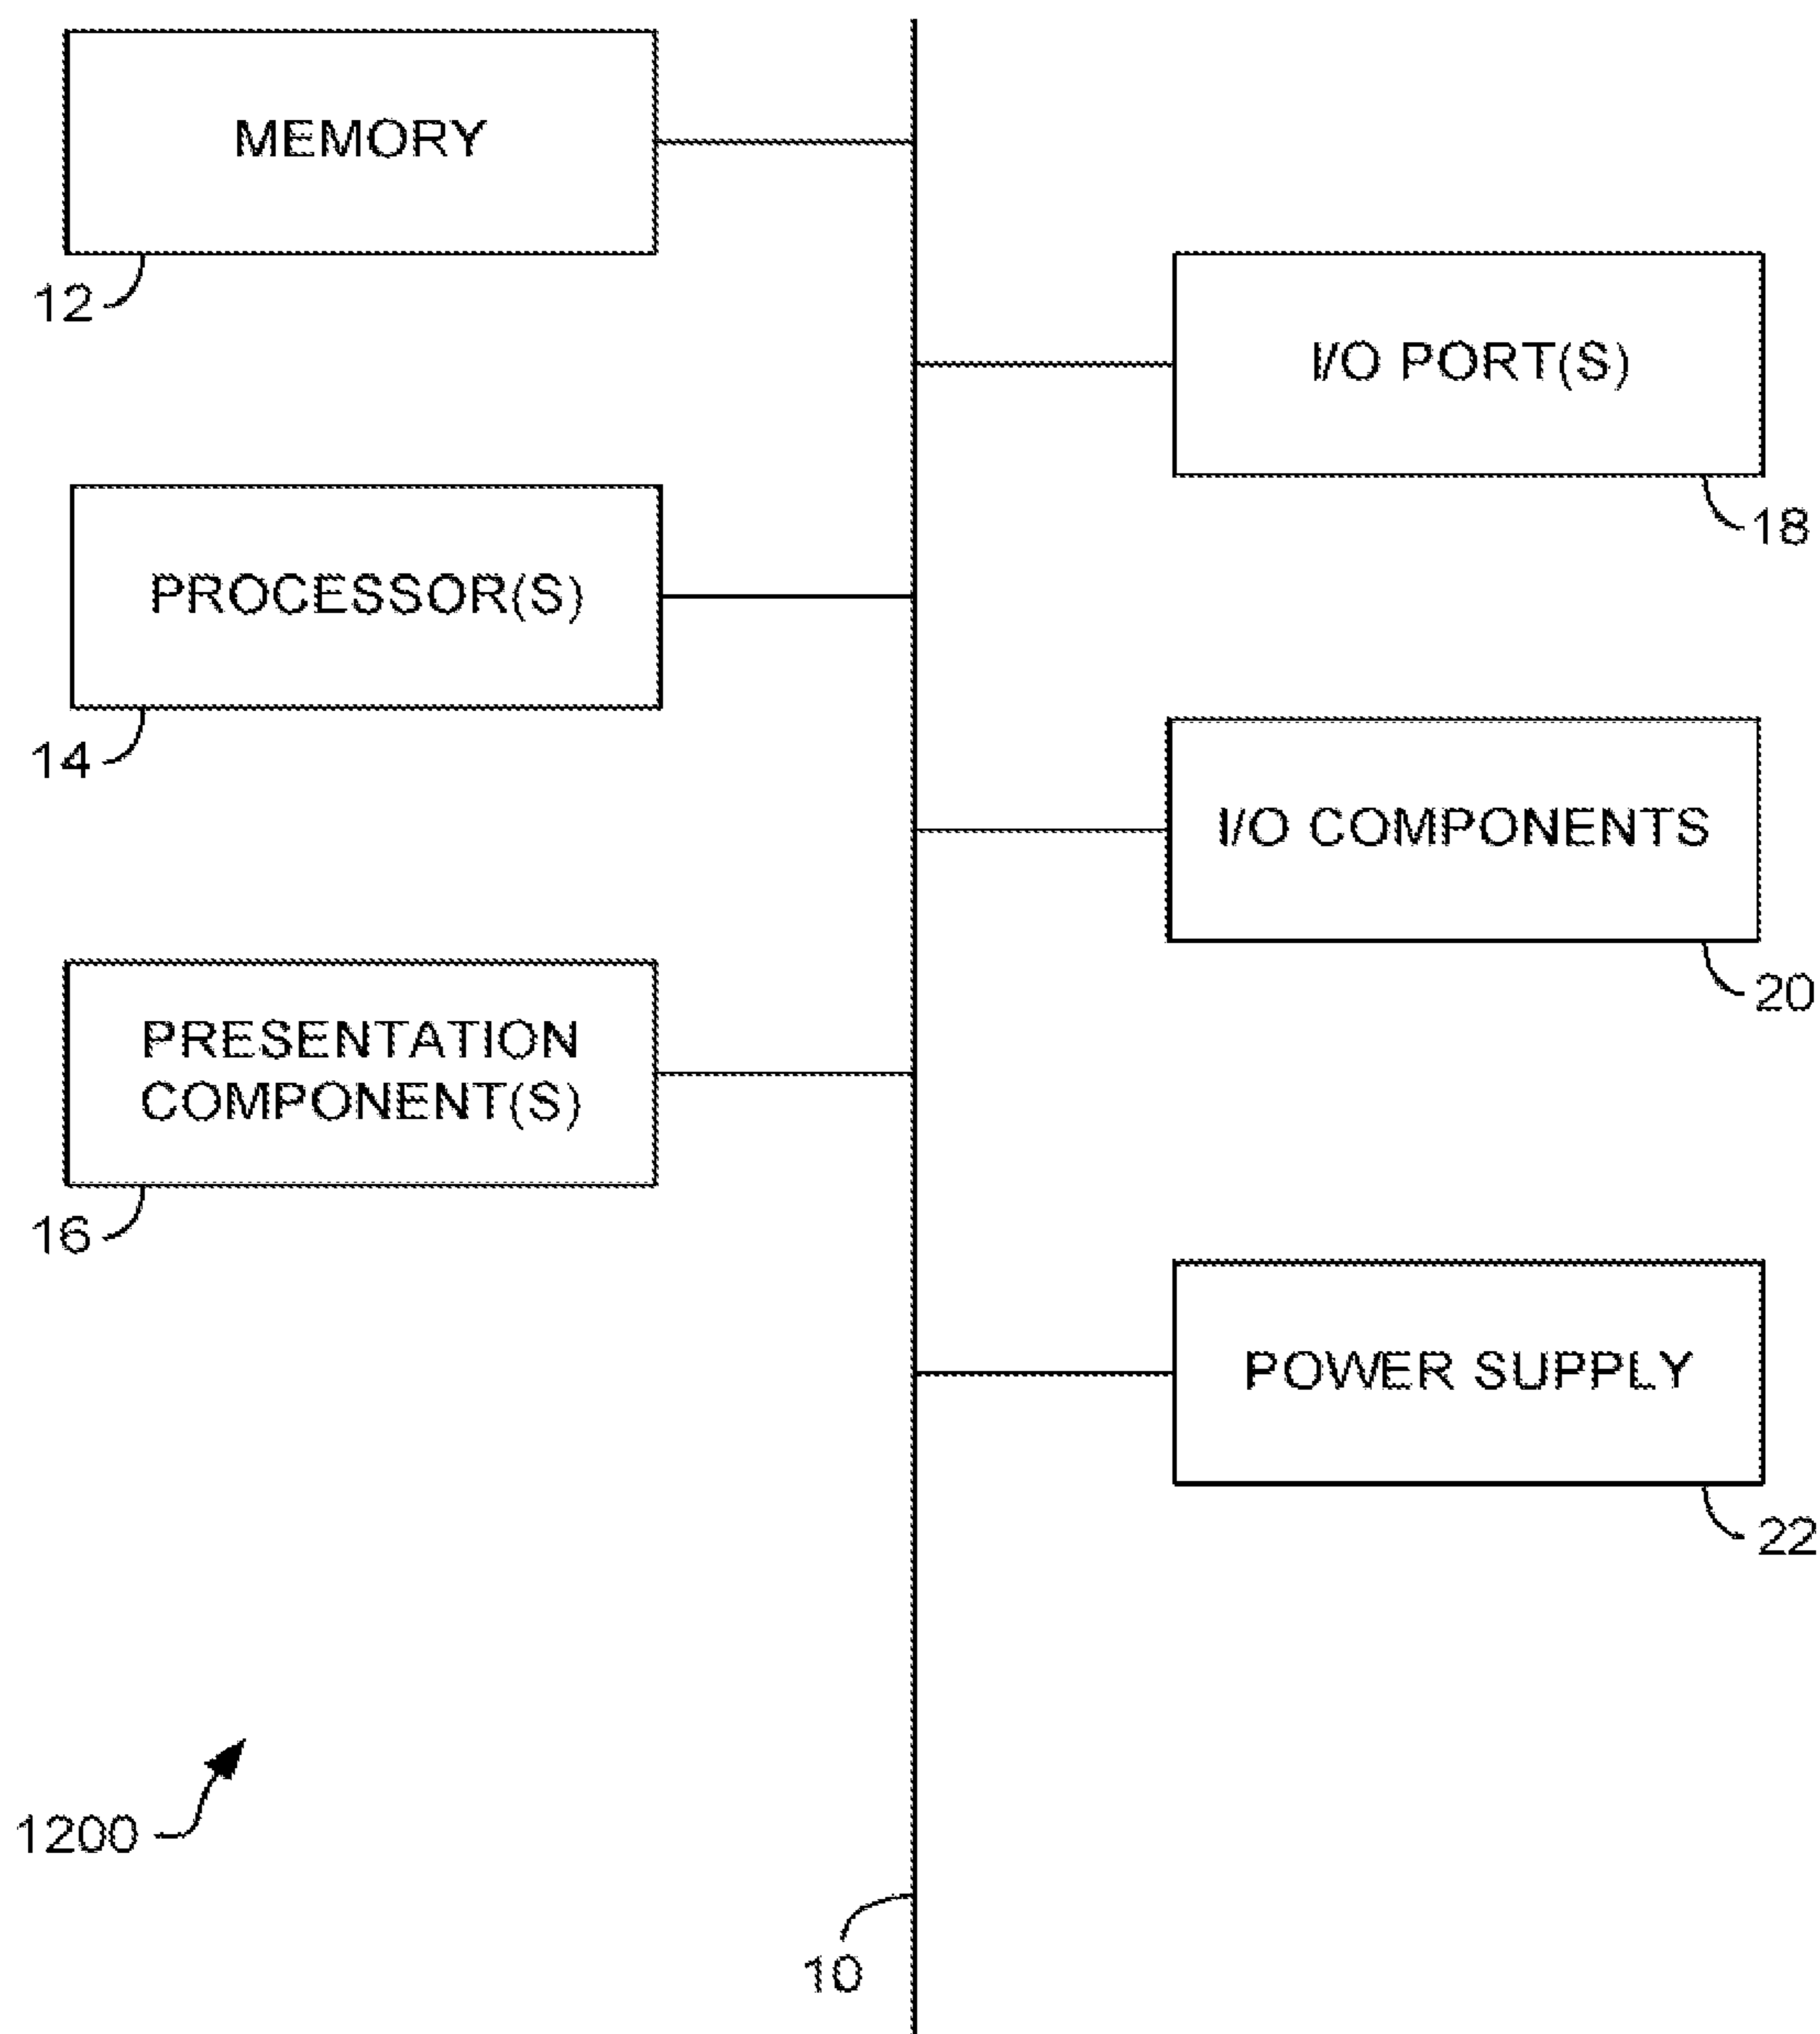 MEMORY
12
I/O PORT(S)
18
PROCESSOR(S)
14
I/O COMPONENTS
20
PRESENTATION
COMPONENT(S)
16
POWER SUPPLY
22
1200
10